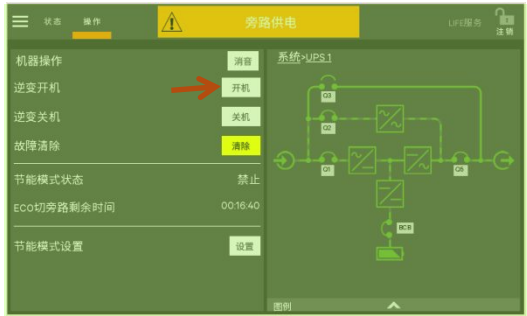 状态 操作 旁路供电 LIFE服务 注销
机器操作 消音
逆变开机 开机
逆变关机 关机
故障清除 清除
节能模式状态 禁止
ECO切旁路剩余时间 00:16:40
节能模式设置 设置
系统>UPS 1
Q3
Q2
Q1 Q5
BCB
图例